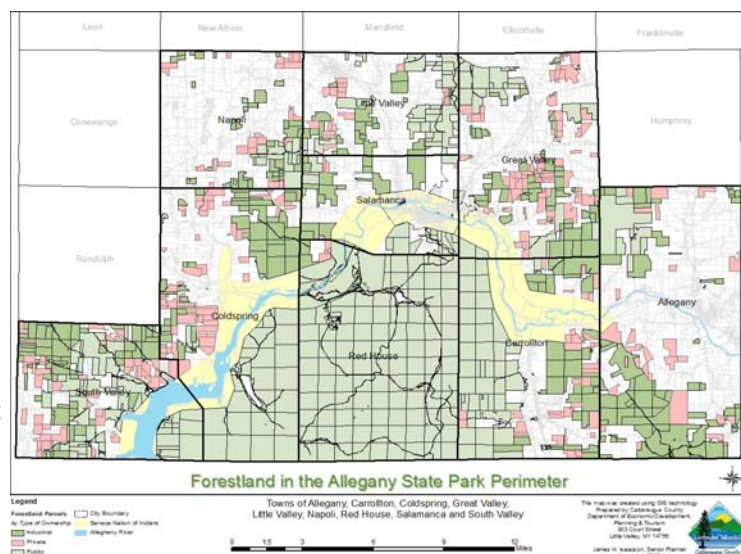 Leon
New Albion
Mansfield
Ellicottville
Franklinville
Conewango
Napoli
Little Valley
Great Valley
Humphrey
Randolph
Salamanca
Coldspring
Red House
Carrollton
Allegany
South Valley
Forestland in the Allegany State Park Perimeter
Legend
Forestland Parcels
by Type of Ownership
Industrial
Private
Public
City Boundary
Seneca Nation of Indians
Allegheny River
Towns of Allegany, Carrollton, Coldspring, Great Valley,
Little Valley, Napoli, Red House, Salamanca and South Valley
0 3 6 9 12
Miles
This map was created using GIS technology
Prepared by Cattaraugus County
Department of Economic Development,
Planning & Tourism
303 Court Street
Little Valley, NY 14755
James H. Isaacson, Senior Planner
Cattaraugus County